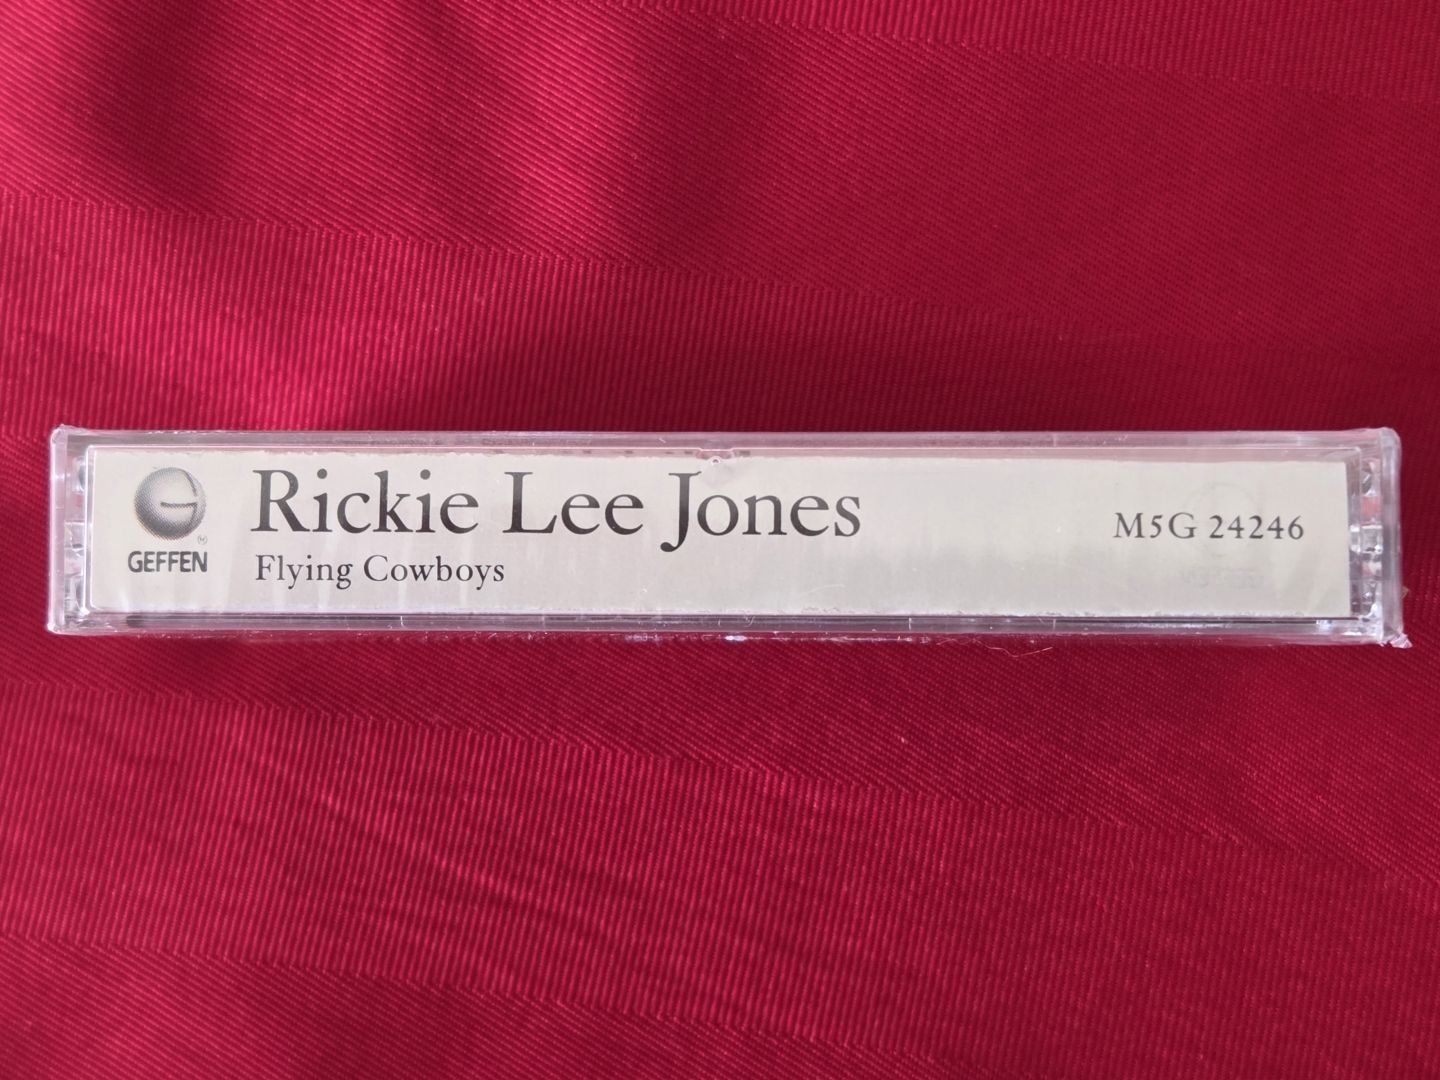 GEFFEN
Rickie Lee Jones
Flying Cowboys
M5G 24246